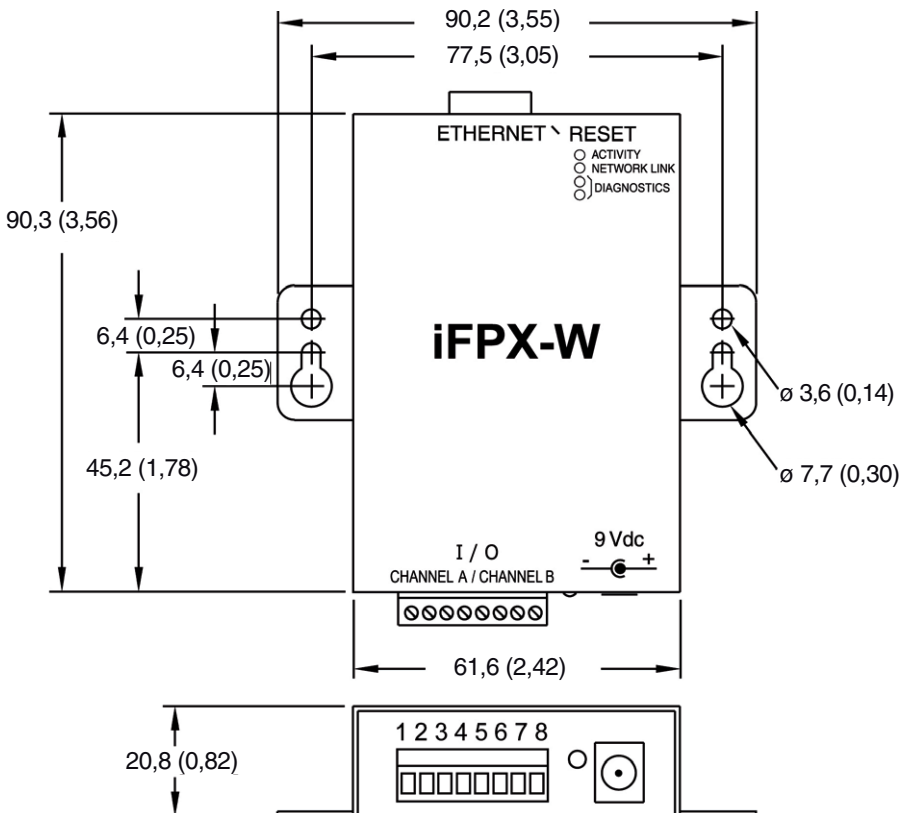 90,2 (3,55)
77,5 (3,05)
ETHERNET RESET
ACTIVITY
NETWORK LINK
DIAGNOSTICS
90,3 (3,56)
6,4 (0,25)
iFPX-W
6,4 (0,25)
ø 3,6 (0,14)
45,2 (1,78)
ø 7,7 (0,30)
9 Vdc
- +
I / O
CHANNEL A / CHANNEL B
61,6 (2,42)
1 2 3 4 5 6 7 8
20,8 (0,82)